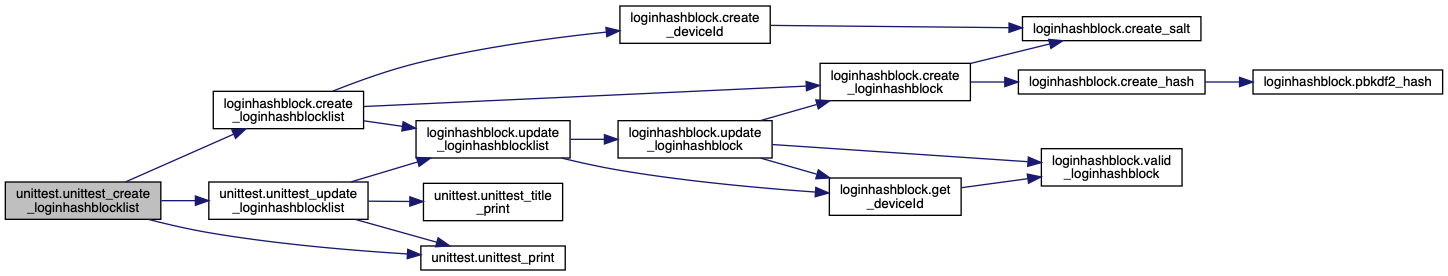 unittest.unittest_create
_loginhashblocklist
loginhashblock.create
_loginhashblocklist
unittest.unittest_update
_loginhashblocklist
loginhashblock.update
_loginhashblocklist
unittest.unittest_title
_print
unittest.unittest_print
loginhashblock.create
_deviceId
loginhashblock.update
_loginhashblock
loginhashblock.create
_loginhashblock
loginhashblock.get
_deviceId
loginhashblock.create_salt
loginhashblock.create_hash
loginhashblock.valid
_loginhashblock
loginhashblock.pbkdf2_hash